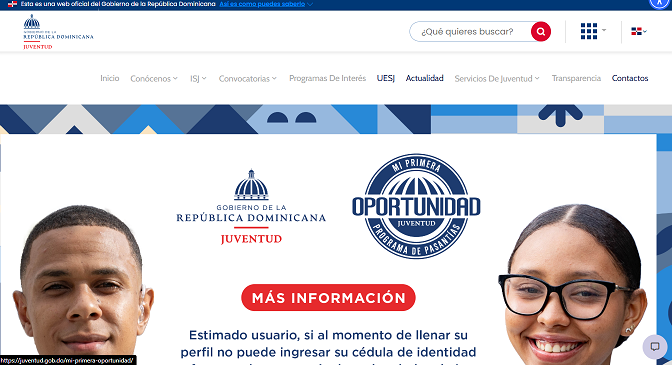 Esta es una web oficial del Gobierno de la República Dominicana Así es como puedes saberlo
GOBIERNO DE LA
REPÚBLICA DOMINICANA
JUVENTUD
¿Qué quieres buscar?
Inicio Conócenos ISJ Convocatorias Programas De Interés UESJ Actualidad Servicios De Juventud Transparencia Contactos
GOBIERNO DE LA
REPÚBLICA DOMINICANA
JUVENTUD
MI PRIMERA
OPORTUNIDAD
JUVENTUD
PROGRAMA DE PASANTÍAS
MÁS INFORMACIÓN
Estimado usuario, si al momento de llenar su
perfil no puede ingresar su cédula de identidad
https://juventud.gob.do/mi-primera-oportunidad/